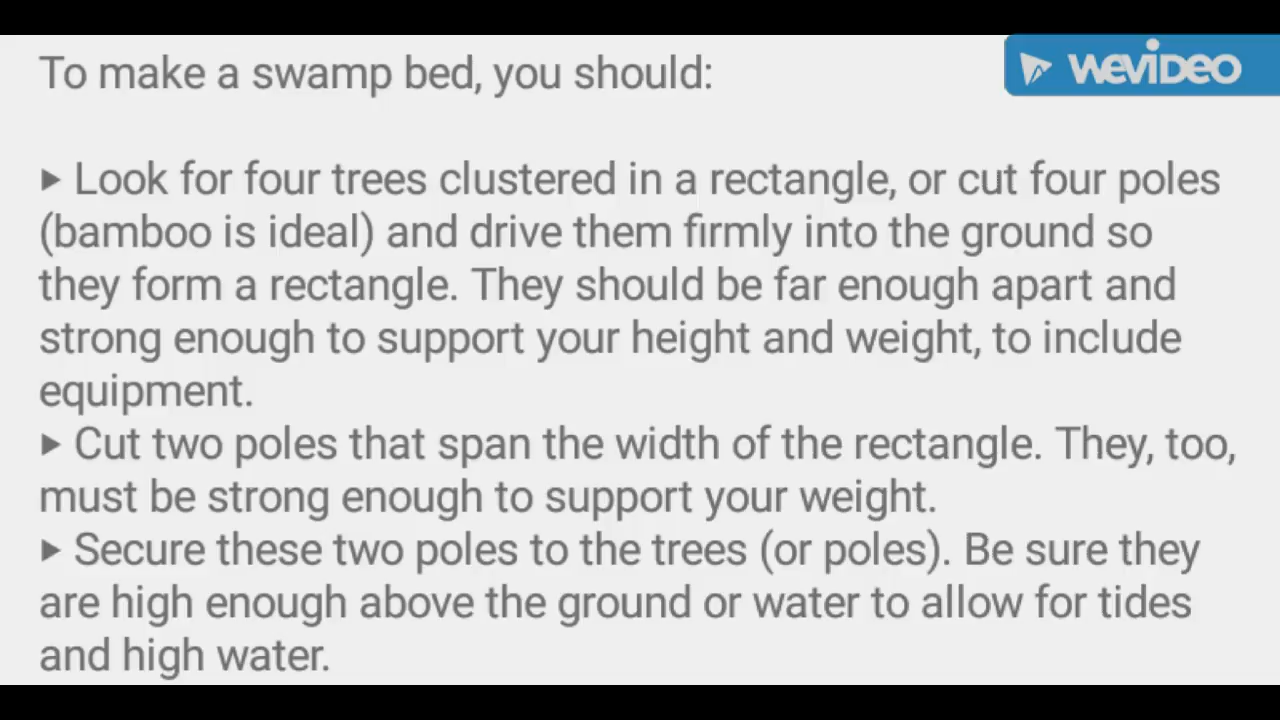 To make a swamp bed, you should:
WEVIDEO
▶ Look for four trees clustered in a rectangle, or cut four poles
(bamboo is ideal) and drive them firmly into the ground so
they form a rectangle. They should be far enough apart and
strong enough to support your height and weight, to include
equipment.
▶ Cut two poles that span the width of the rectangle. They, too,
must be strong enough to support your weight.
▶ Secure these two poles to the trees (or poles). Be sure they
are high enough above the ground or water to allow for tides
and high water.